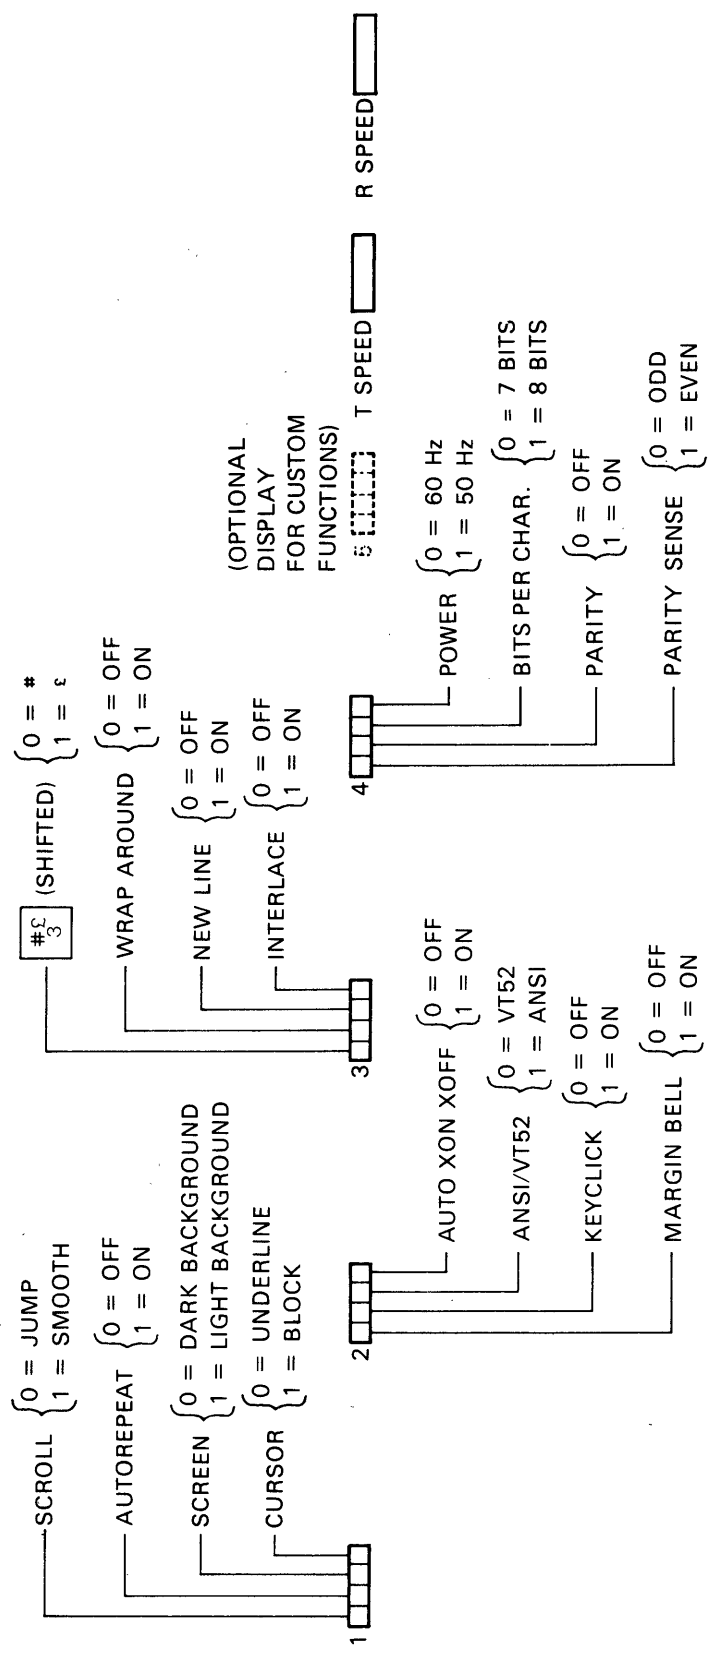 SCROLL { 0 = JUMP
1 = SMOOTH
AUTOREPEAT { 0 = OFF
1 = ON
SCREEN { 0 = DARK BACKGROUND
1 = LIGHT BACKGROUND
CURSOR { 0 = UNDERLINE
1 = BLOCK
1
2
AUTO XON XOFF { 0 = OFF
1 = ON
ANSI/VT52 { 0 = VT52
1 = ANSI
KEYCLICK { 0 = OFF
1 = ON
MARGIN BELL { 0 = OFF
1 = ON
#£
3
(SHIFTED) { 0 = #
1 = £
WRAP AROUND { 0 = OFF
1 = ON
NEW LINE { 0 = OFF
1 = ON
INTERLACE { 0 = OFF
1 = ON
3
4
POWER { 0 = 60 Hz
1 = 50 Hz
BITS PER CHAR. { 0 = 7 BITS
1 = 8 BITS
PARITY { 0 = OFF
1 = ON
PARITY SENSE { 0 = ODD
1 = EVEN
(OPTIONAL
DISPLAY
FOR CUSTOM
FUNCTIONS)
5
T SPEED
R SPEED